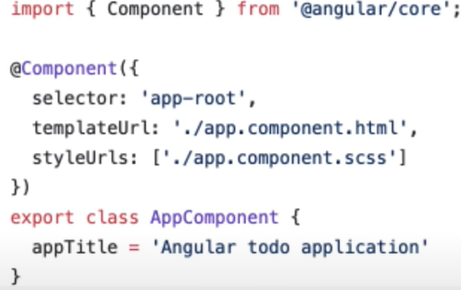 import { Component } from '@angular/core';
@Component({
selector: 'app-root',
templateUrl: './app.component.html',
styleUrls: ['./app.component.scss']
})
export class AppComponent {
appTitle = 'Angular todo application'
}